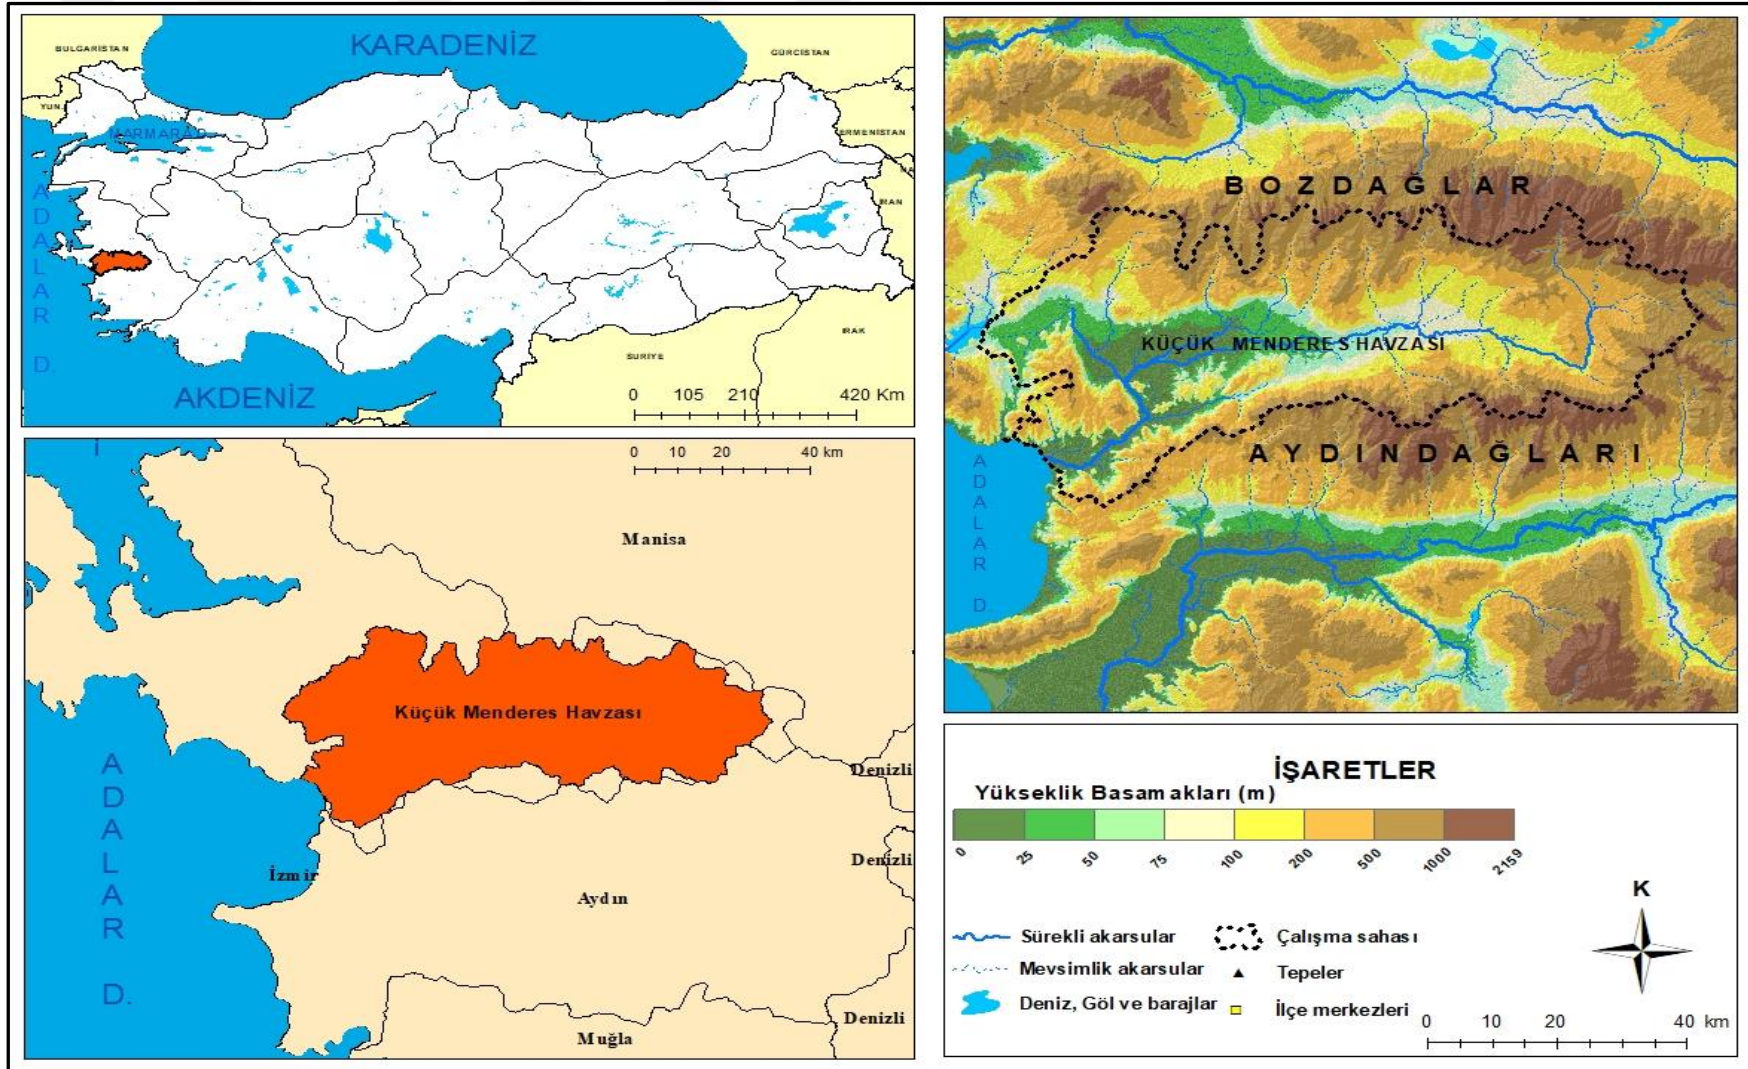 KARADENİZ
BULGARİSTAN
GÜRCİSTAN
YUN.
MARMARA D.
ERMENİSTAN
İRAN
ADALAR D.
IRAK
SURİYE
AKDENİZ
0 105 210 420 Km
0 10 20 40 km
Manisa
Küçük Menderes Havzası
ADALAR D.
Denizli
Denizli
İzmir
Aydın
Denizli
Muğla
BOZDAĞLAR
KÜÇÜK MENDERES HAVZASI
AYDINDAĞLARI
ADALAR D.
İŞARETLER
Yükseklik Basamakları (m)
0 25 50 75 100 200 500 1000 2159
Sürekli akarsular
Çalışma sahası
Mevsimlik akarsular
Tepeler
Deniz, Göl ve barajlar
İlçe merkezleri
K
0 10 20 40 km